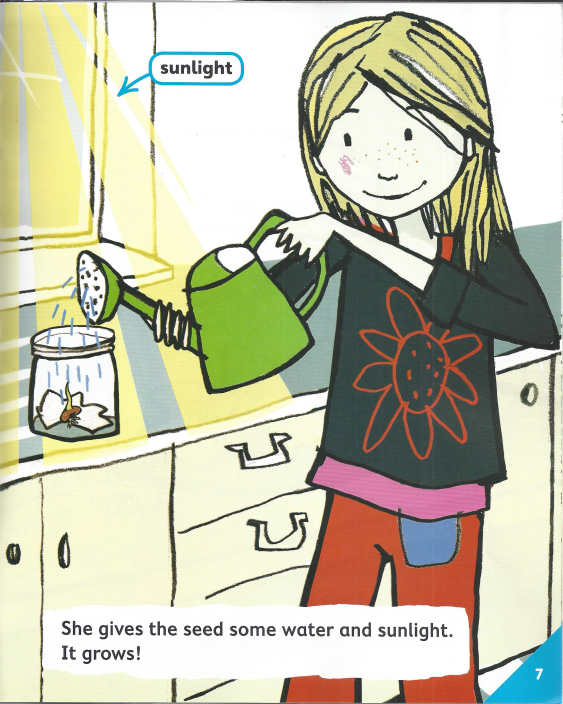 sunlight
She gives the seed some water and sunlight.
It grows!
7